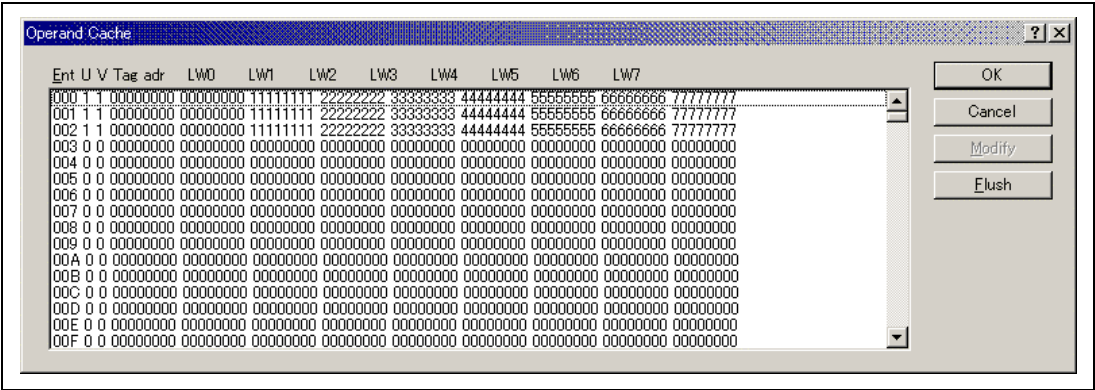 Operand Cache
Ent U V Tag adr LW0 LW1 LW2 LW3 LW4 LW5 LW6 LW7
000 1 1 00000000 00000000 11111111 22222222 33333333 44444444 55555555 66666666 77777777
001 1 1 00000000 00000000 11111111 22222222 33333333 44444444 55555555 66666666 77777777
002 1 1 00000000 00000000 11111111 22222222 33333333 44444444 55555555 66666666 77777777
003 0 0 00000000 00000000 00000000 00000000 00000000 00000000 00000000 00000000 00000000
004 0 0 00000000 00000000 00000000 00000000 00000000 00000000 00000000 00000000 00000000
005 0 0 00000000 00000000 00000000 00000000 00000000 00000000 00000000 00000000 00000000
006 0 0 00000000 00000000 00000000 00000000 00000000 00000000 00000000 00000000 00000000
007 0 0 00000000 00000000 00000000 00000000 00000000 00000000 00000000 00000000 00000000
008 0 0 00000000 00000000 00000000 00000000 00000000 00000000 00000000 00000000 00000000
009 0 0 00000000 00000000 00000000 00000000 00000000 00000000 00000000 00000000 00000000
00A 0 0 00000000 00000000 00000000 00000000 00000000 00000000 00000000 00000000 00000000
00B 0 0 00000000 00000000 00000000 00000000 00000000 00000000 00000000 00000000 00000000
00C 0 0 00000000 00000000 00000000 00000000 00000000 00000000 00000000 00000000 00000000
00D 0 0 00000000 00000000 00000000 00000000 00000000 00000000 00000000 00000000 00000000
00E 0 0 00000000 00000000 00000000 00000000 00000000 00000000 00000000 00000000 00000000
00F 0 0 00000000 00000000 00000000 00000000 00000000 00000000 00000000 00000000 00000000
OK
Cancel
Modify
Flush